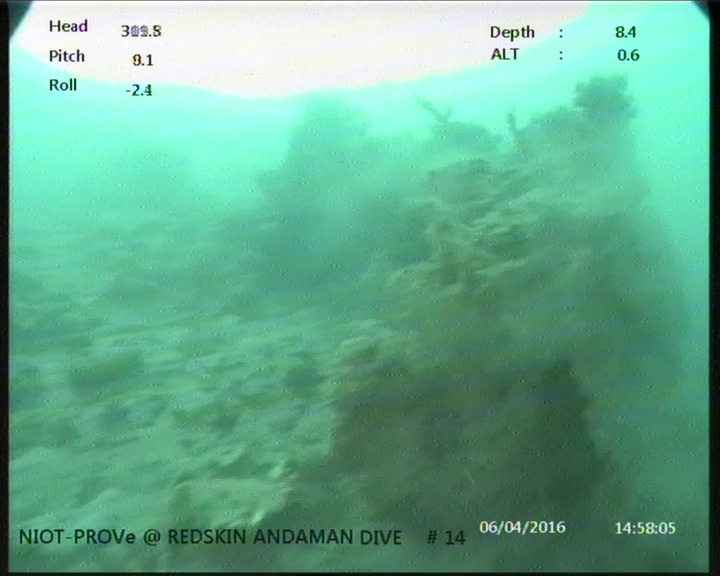 Head
Pitch 9.1
Roll -2.4
Depth : 8.4
ALT : 0.6
NIOT-PROVe @ REDSKIN ANDAMAN DIVE # 14 06/04/2016 14:58:05